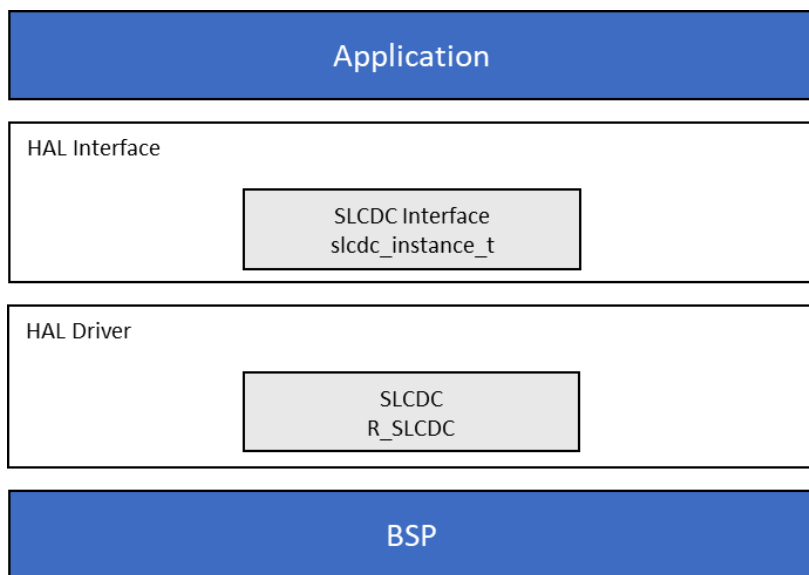 Application
HAL Interface
SLCDC Interface
slcdc_instance_t
HAL Driver
SLCDC
R_SLCDC
BSP